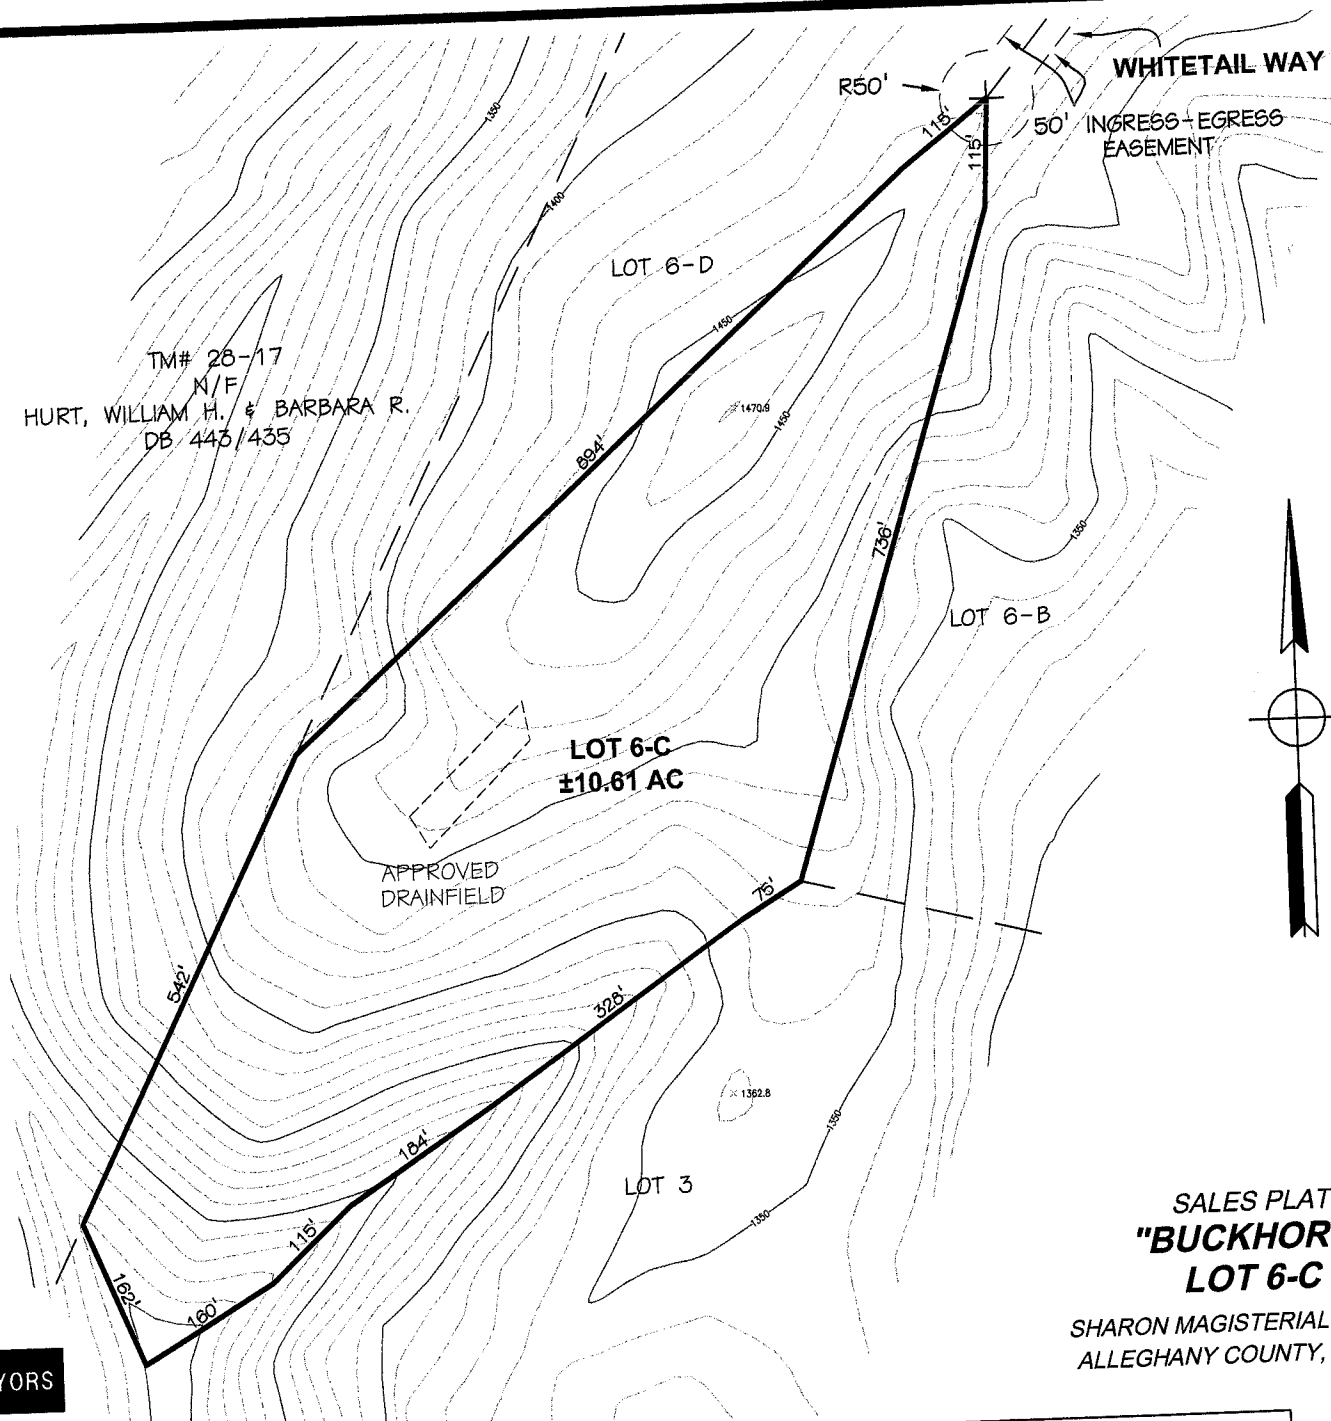 1350
R50'
WHITETAIL WAY
115'
115'
50' INGRESS-EGRESS
EASEMENT
1400
LOT 6-D
1450
TM# 28-17
N/F
HURT, WILLIAM H. & BARBARA R.
DB 443/435
1470.9
1450
894'
736'
1350
LOT 6-B
LOT 6-C
±10.61 AC
APPROVED
DRAINFIELD
75'
542'
328'
1362.8
1350
184'
LOT 3
1350
115'
162'
160'
SALES PLAT
"BUCKHOR
LOT 6-C
SHARON MAGISTERIAL
ALLEGHANY COUNTY,
YORS